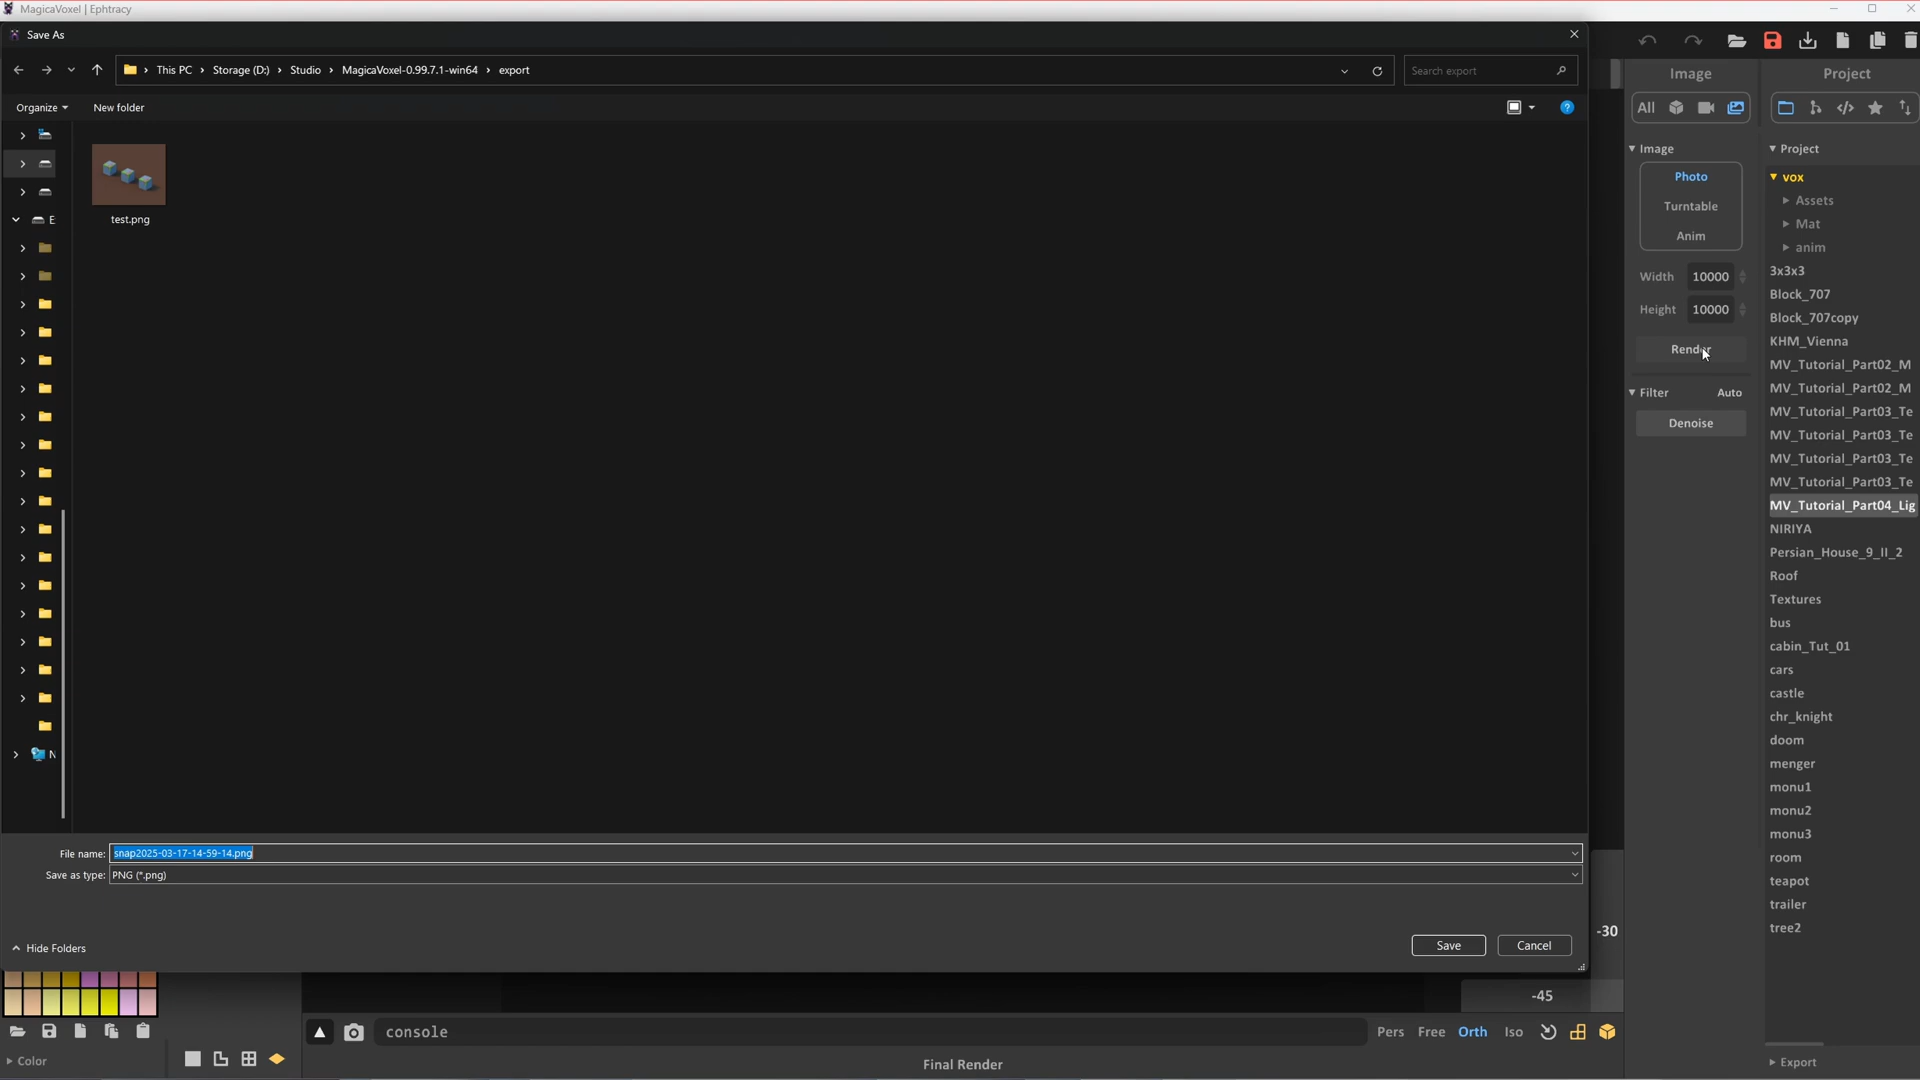 MagicaVoxel | Ephtracy
Save As
This PC
Storage (D:)
Studio
MagicaVoxel-0.99.7.1-win64
export
Search export
Organize
New folder
E
N
test.png
File name:
snap2025-03-17-14-59-14.png
Save as type:
PNG (*.png)
Hide Folders
Save
Cancel
Image
Project
All
Image
Photo
Turntable
Anim
Width 10000
Height 10000
Render
Filter Auto
Denoise
Project
vox
Assets
Mat
anim
3x3x3
Block_707
Block_707copy
KHM_Vienna
MV_Tutorial_Part02_M
MV_Tutorial_Part02_M
MV_Tutorial_Part03_Te
MV_Tutorial_Part03_Te
MV_Tutorial_Part03_Te
MV_Tutorial_Part03_Te
MV_Tutorial_Part04_Lig
NIRIYA
Persian_House_9_II_2
Roof
Textures
bus
cabin_Tut_01
cars
castle
chr_knight
doom
menger
monu1
monu2
monu3
room
teapot
trailer
tree2
Export
-30
-45
console
Pers Free Orth Iso
Color
Final Render